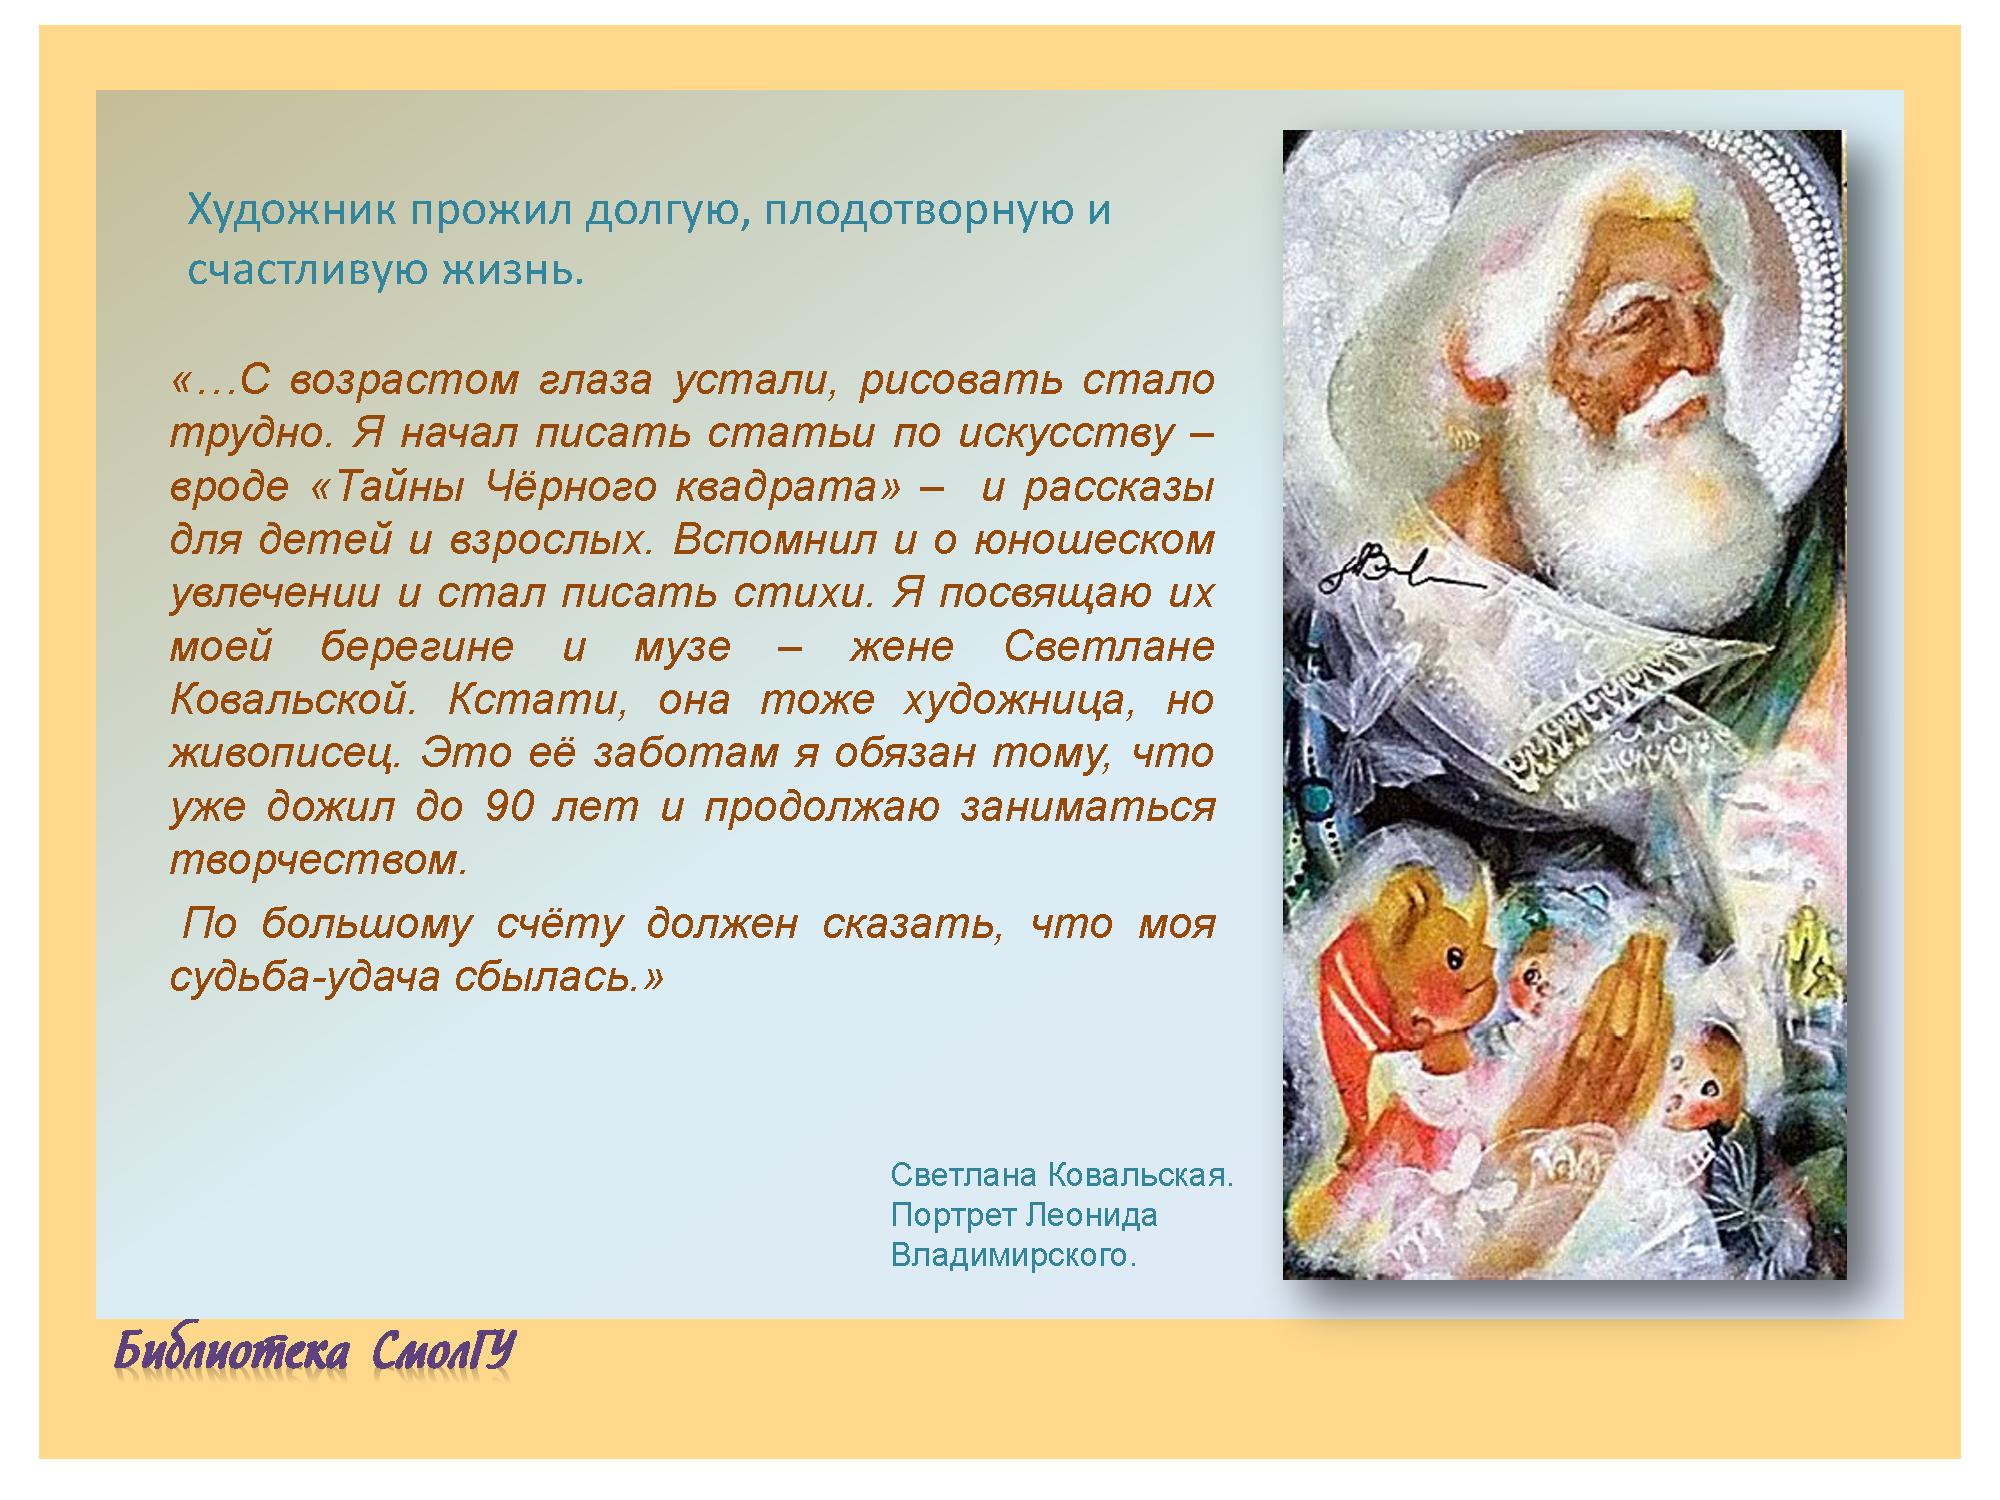 Художник прожил долгую, плодотворную и
счастливую жизнь.
«…С возрастом глаза устали, рисовать стало
трудно. Я начал писать статьи по искусству –
вроде «Тайны Чёрного квадрата» – и рассказы
для детей и взрослых. Вспомнил и о юношеском
увлечении и стал писать стихи. Я посвящаю их
моей берегине и музе – жене Светлане
Ковальской. Кстати, она тоже художница, но
живописец. Это её заботам я обязан тому, что
уже дожил до 90 лет и продолжаю заниматься
творчеством.
По большому счёту должен сказать, что моя
судьба-удача сбылась.»
Светлана Ковальская.
Портрет Леонида
Владимирского.
Библиотека СмолГУ